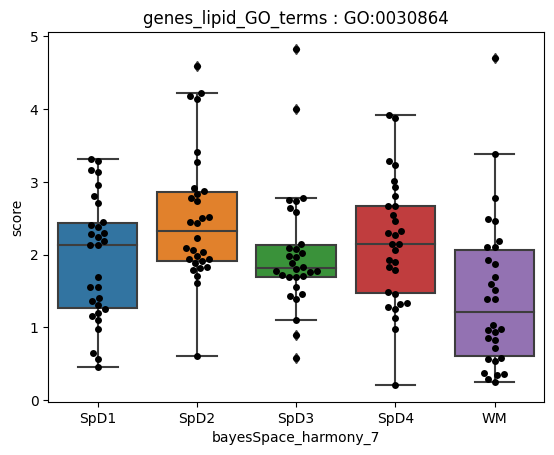 genes_lipid_GO_terms : GO:0030864
5
4
3
2
1
0
score
SpD1 SpD2 SpD3 SpD4 WM
bayesSpace_harmony_7